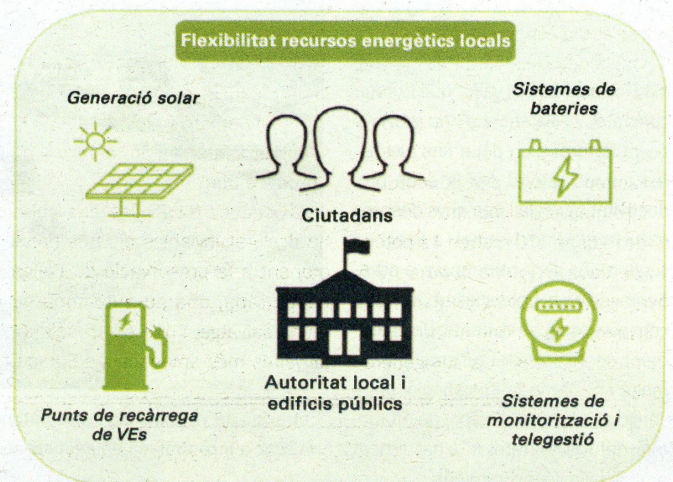 Flexibilitat recursos energètics locals
Generació solar
Sistemes de
bateries
Ciutadans
Autoritat local i
edificis públics
Punts de recàrrega
de VEs
Sistemes de
monitorització i
telegestió